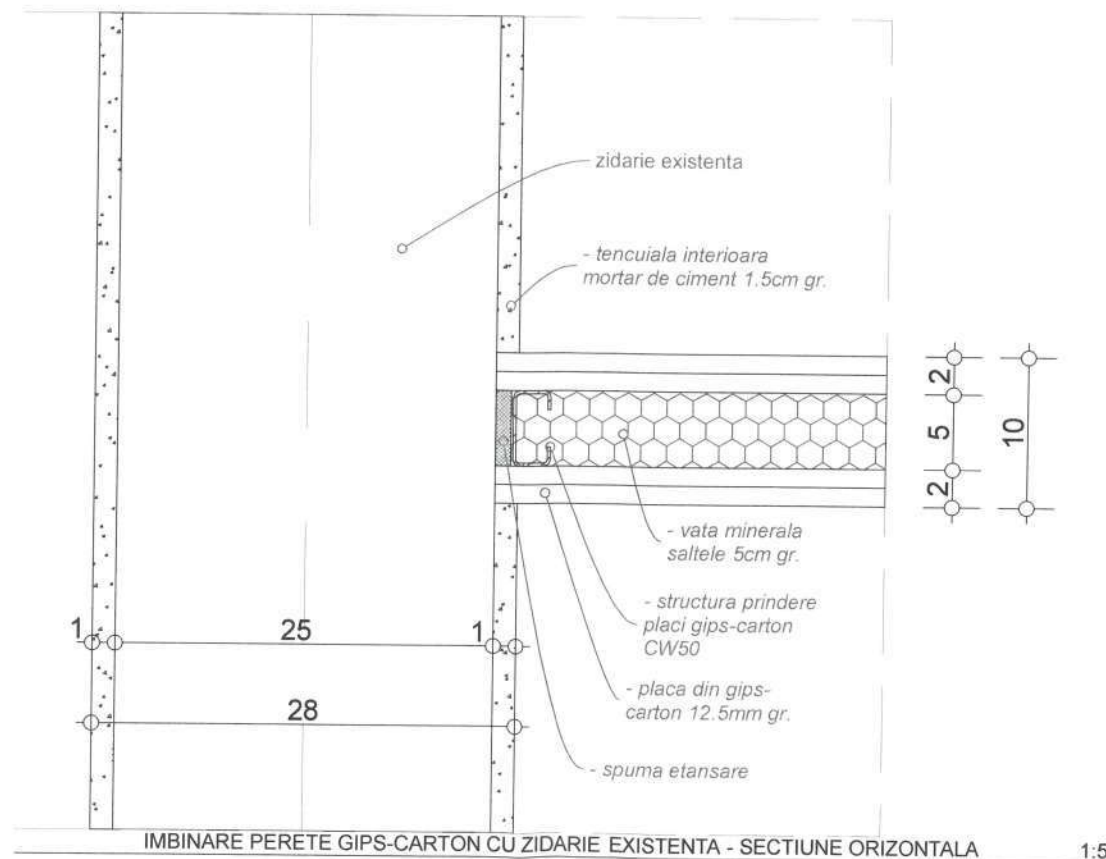 zidarie existenta
- tencuiala interioara
mortar de ciment 1.5cm gr.
2
5
10
2
- vata minerala
saltele 5cm gr.
- structura prindere
placi gips-carton
CW50
1
25
1
- placa din gips-
carton 12.5mm gr.
28
- spuma etansare
IMBINARE PERETE GIPS-CARTON CU ZIDARIE EXISTENTA - SECTIUNE ORIZONTALA
1:5